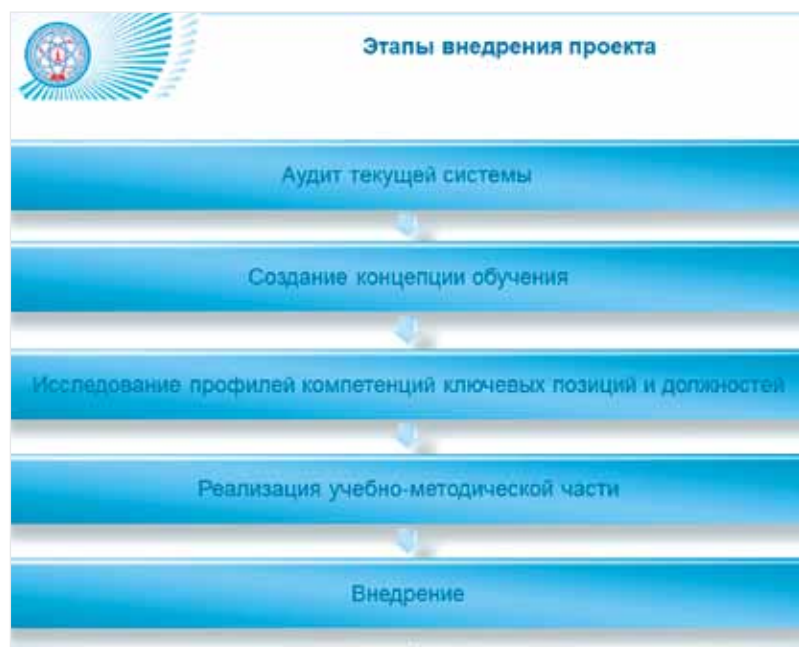 Этапы внедрения проекта
Аудит текущей системы
Создание концепции обучения
Исследование профилей компетенций ключевых позиций и должностей
Реализация учебно-методической части
Внедрение